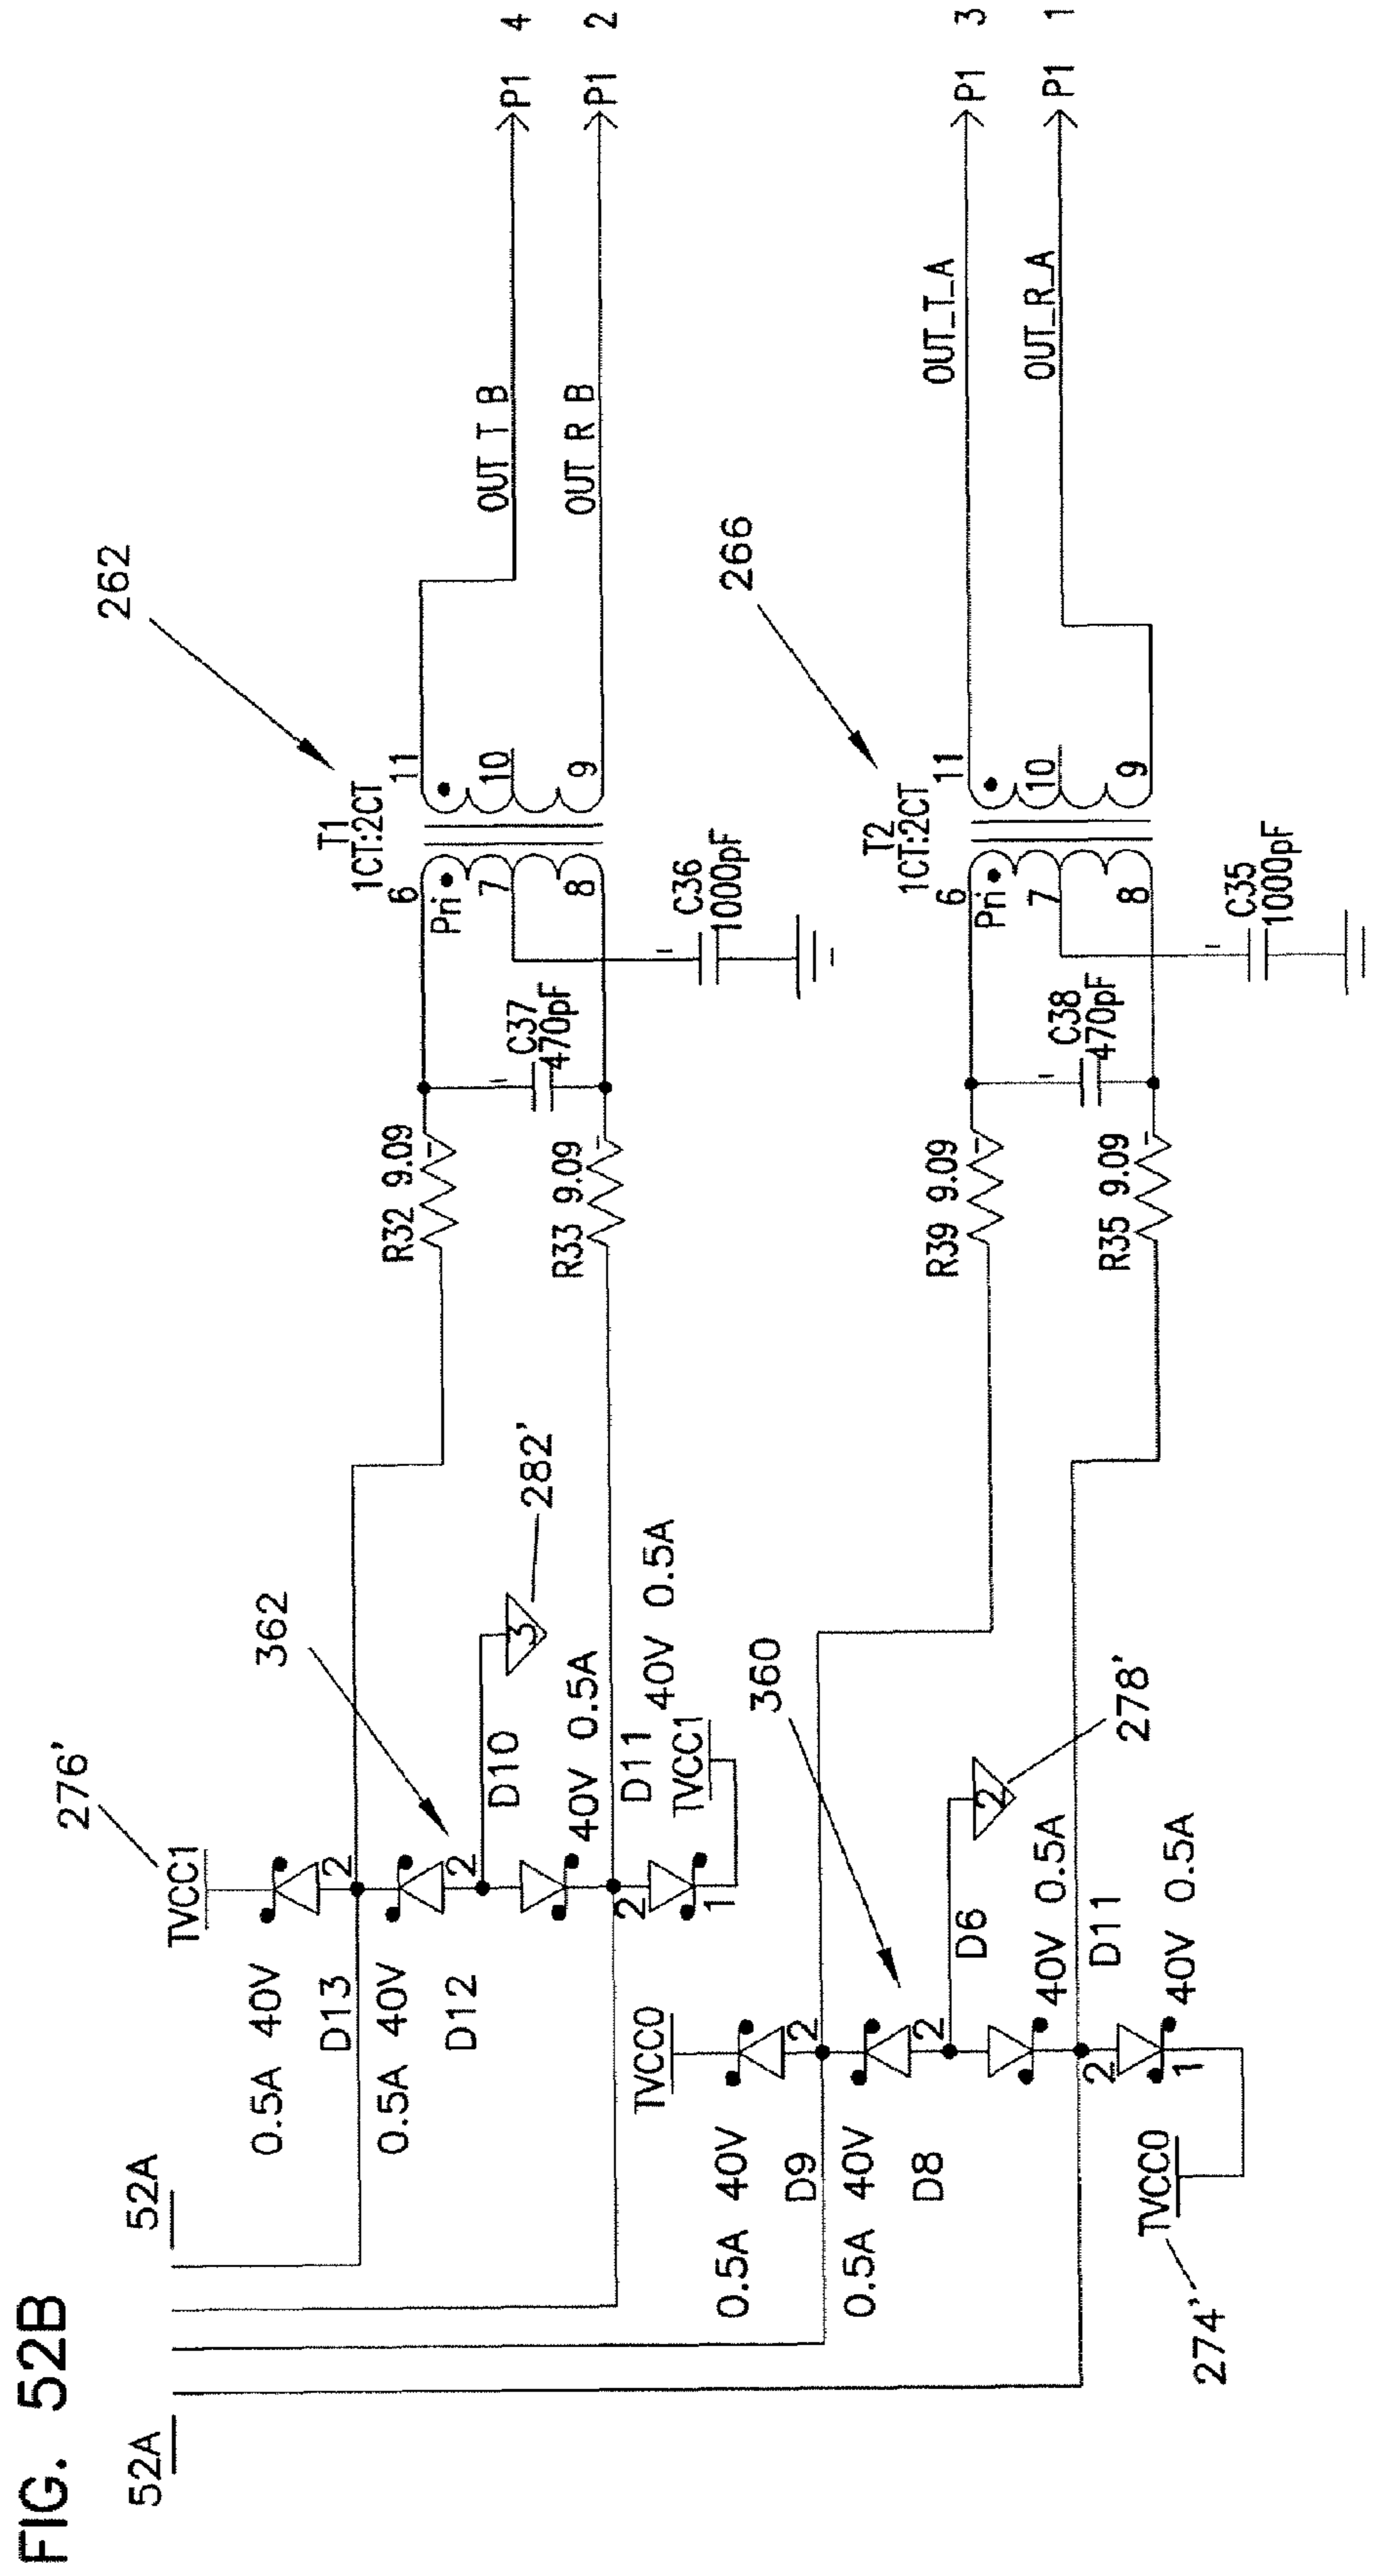 FIG. 52B
52A
52A
276'
TVCC1
0.5A 40V
2
D13
0.5A 40V
2
D12
362
D10
3
282'
40V 0.5A
D11
40V 0.5A
2
1
TVCC1
R32 9.09
R33 9.09
C37
470pF
C36
1000pF
262
T1
1CT:2CT
6
Pri
7
8
11
10
9
OUT T B
OUT R B
P1 4
P1 2
TVCC0
0.5A 40V
2
D9
0.5A 40V
2
D8
360
D6
2
278'
40V 0.5A
D11
40V 0.5A
2
1
TVCC0
274'
R39 9.09
R35 9.09
C38
470pF
C35
1000pF
266
T2
1CT:2CT
6
Pri
7
8
11
10
9
OUT_T_A
OUT_R_A
P1 3
P1 1